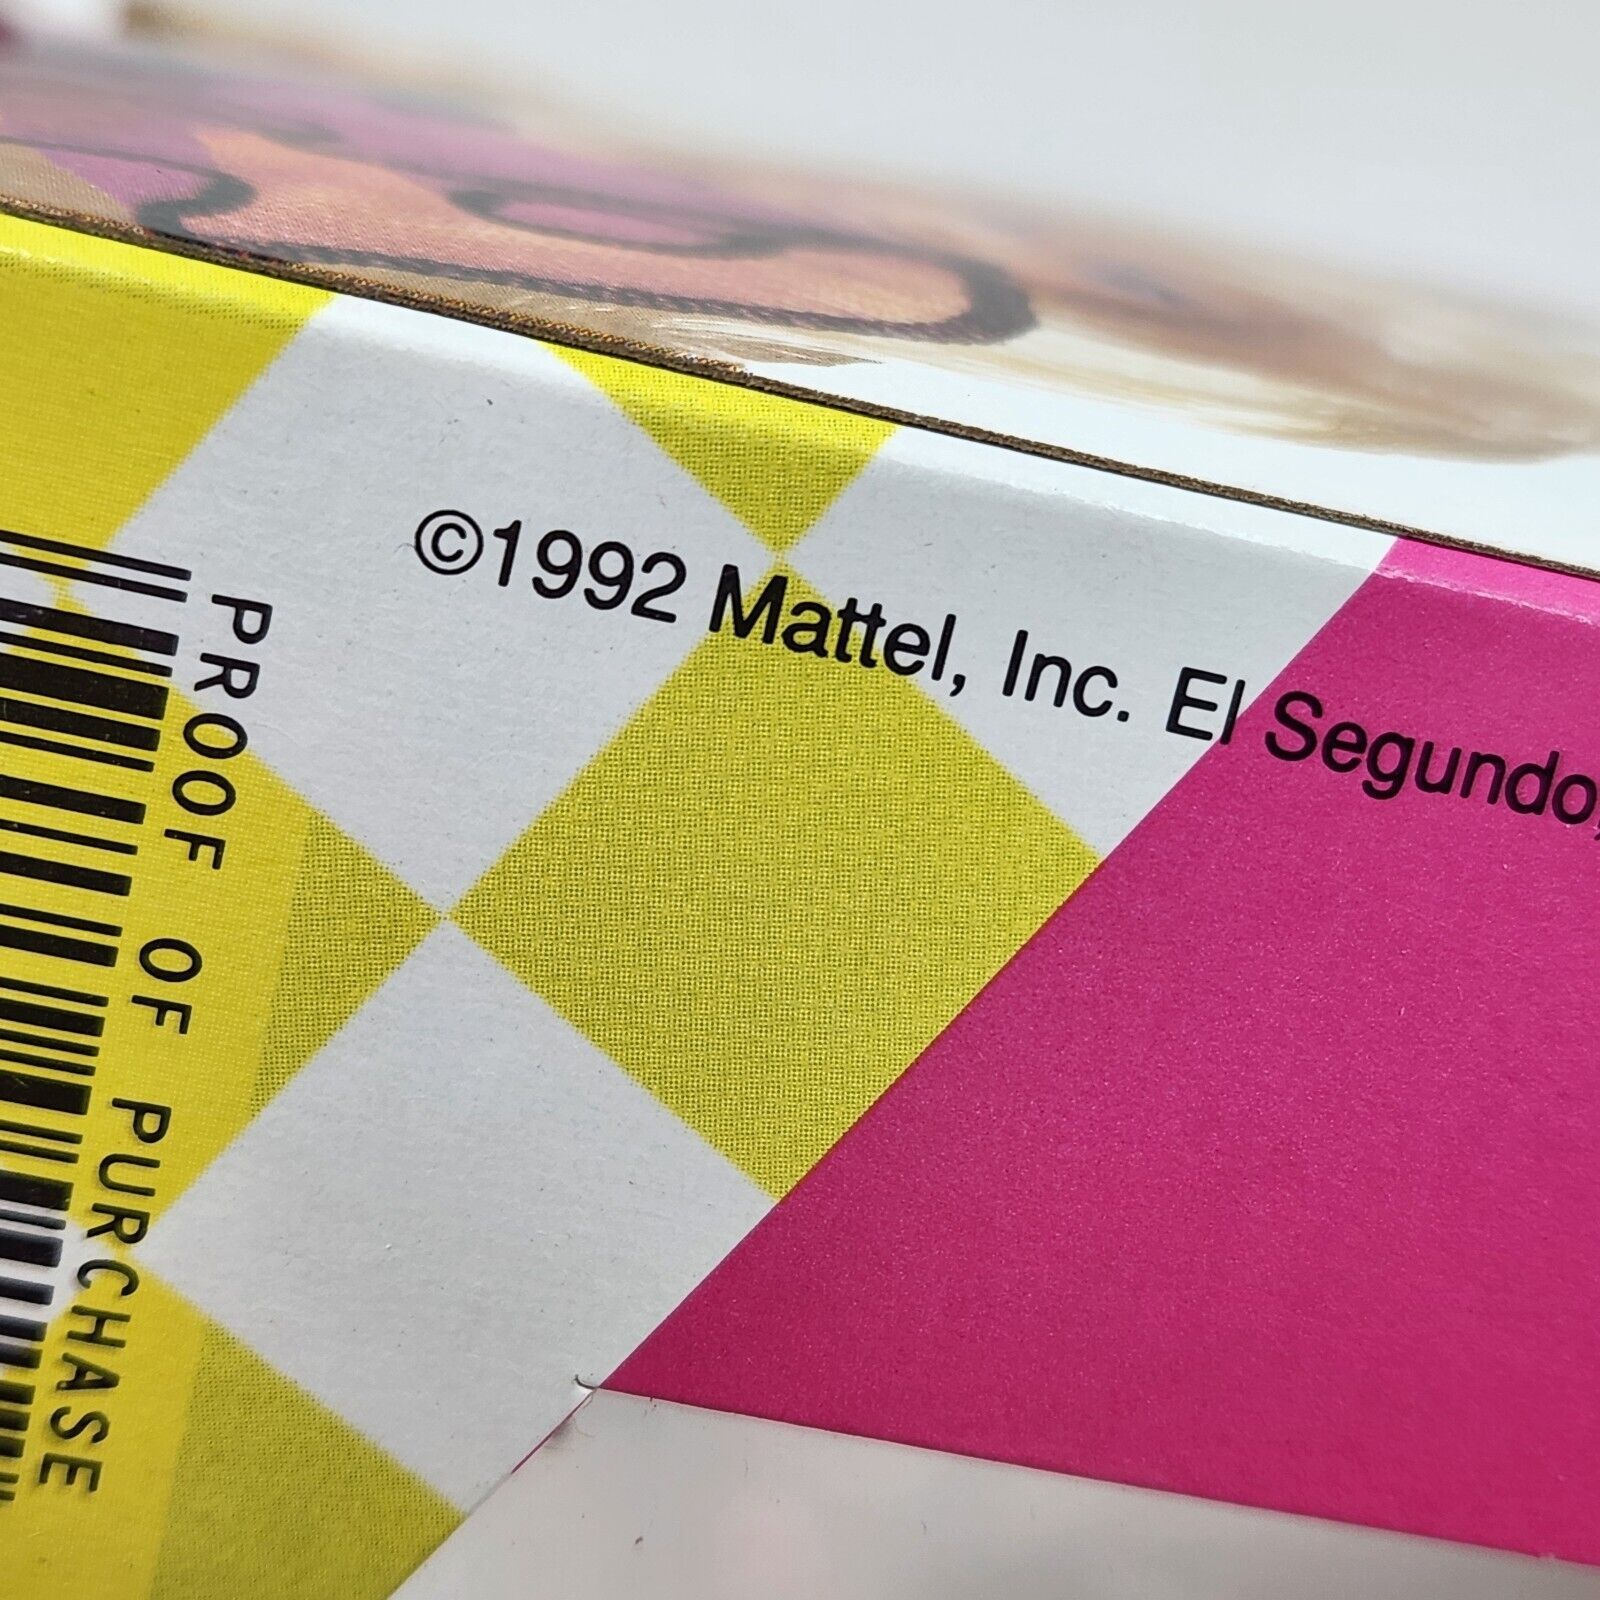 ©1992 Mattel, Inc. El Segundo,
PROOF OF PURCHASE